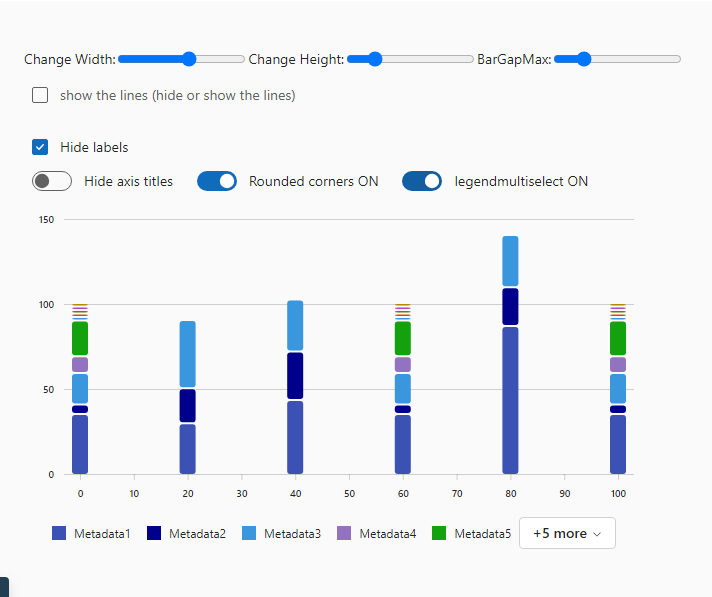 Change Width: Change Height: BarGapMax:
show the lines (hide or show the lines)
Hide labels
Hide axis titles Rounded corners ON legendmultiselect ON
150
100
50
0
0 10 20 30 40 50 60 70 80 90 100
Metadata1 Metadata2 Metadata3 Metadata4 Metadata5 +5 more